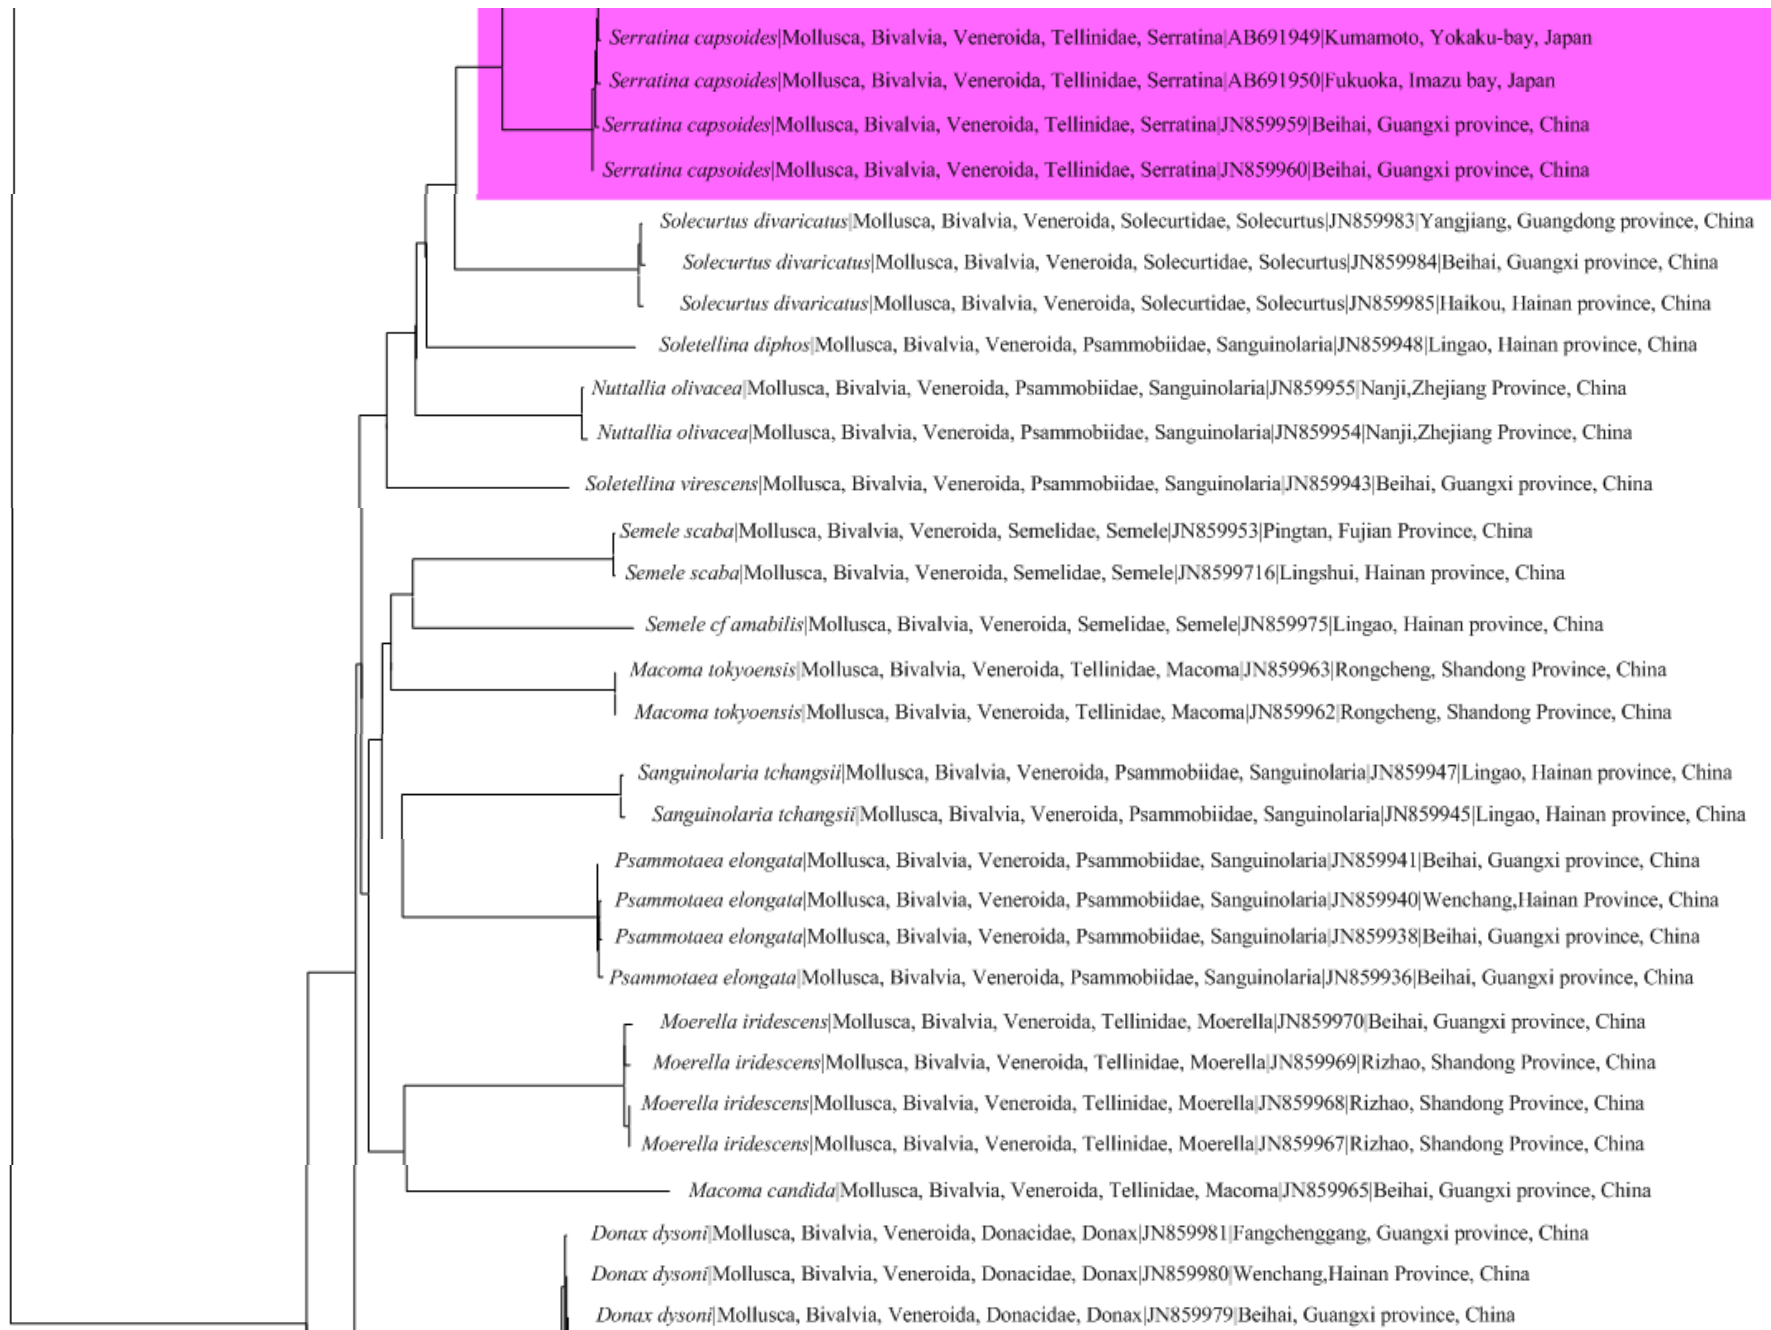 Serratina capsoides|Mollusca, Bivalvia, Veneroida, Tellinidae, Serratina|AB691949|Kumamoto, Yokaku-bay, Japan
Serratina capsoides|Mollusca, Bivalvia, Veneroida, Tellinidae, Serratina|AB691950|Fukuoka, Imazu bay, Japan
Serratina capsoides|Mollusca, Bivalvia, Veneroida, Tellinidae, Serratina|JN859959|Beihai, Guangxi province, China
Serratina capsoides|Mollusca, Bivalvia, Veneroida, Tellinidae, Serratina|JN859960|Beihai, Guangxi province, China
Solecurtus divaricatus|Mollusca, Bivalvia, Veneroida, Solecurtidae, Solecurtus|JN859983|Yangjiang, Guangdong province, China
Solecurtus divaricatus|Mollusca, Bivalvia, Veneroida, Solecurtidae, Solecurtus|JN859984|Beihai, Guangxi province, China
Solecurtus divaricatus|Mollusca, Bivalvia, Veneroida, Solecurtidae, Solecurtus|JN859985|Haikou, Hainan province, China
Soletellina diphos|Mollusca, Bivalvia, Veneroida, Psammobiidae, Sanguinolaria|JN859948|Lingao, Hainan province, China
Nuttallia olivacea|Mollusca, Bivalvia, Veneroida, Psammobiidae, Sanguinolaria|JN859955|Nanji,Zhejiang Province, China
Nuttallia olivacea|Mollusca, Bivalvia, Veneroida, Psammobiidae, Sanguinolaria|JN859954|Nanji,Zhejiang Province, China
Soletellina virescens|Mollusca, Bivalvia, Veneroida, Psammobiidae, Sanguinolaria|JN859943|Beihai, Guangxi province, China
Semele scaba|Mollusca, Bivalvia, Veneroida, Semelidae, Semele|JN859953|Pingtan, Fujian Province, China
Semele scaba|Mollusca, Bivalvia, Veneroida, Semelidae, Semele|JN8599716|Lingshui, Hainan province, China
Semele cf amabilis|Mollusca, Bivalvia, Veneroida, Semelidae, Semele|JN859975|Lingao, Hainan province, China
Macoma tokyoensis|Mollusca, Bivalvia, Veneroida, Tellinidae, Macoma|JN859963|Rongcheng, Shandong Province, China
Macoma tokyoensis|Mollusca, Bivalvia, Veneroida, Tellinidae, Macoma|JN859962|Rongcheng, Shandong Province, China
Sanguinolaria tchangsii|Mollusca, Bivalvia, Veneroida, Psammobiidae, Sanguinolaria|JN859947|Lingao, Hainan province, China
Sanguinolaria tchangsii|Mollusca, Bivalvia, Veneroida, Psammobiidae, Sanguinolaria|JN859945|Lingao, Hainan province, China
Psammotaea elongata|Mollusca, Bivalvia, Veneroida, Psammobiidae, Sanguinolaria|JN859941|Beihai, Guangxi province, China
Psammotaea elongata|Mollusca, Bivalvia, Veneroida, Psammobiidae, Sanguinolaria|JN859940|Wenchang,Hainan Province, China
Psammotaea elongata|Mollusca, Bivalvia, Veneroida, Psammobiidae, Sanguinolaria|JN859938|Beihai, Guangxi province, China
Psammotaea elongata|Mollusca, Bivalvia, Veneroida, Psammobiidae, Sanguinolaria|JN859936|Beihai, Guangxi province, China
Moerella iridescens|Mollusca, Bivalvia, Veneroida, Tellinidae, Moerella|JN859970|Beihai, Guangxi province, China
Moerella iridescens|Mollusca, Bivalvia, Veneroida, Tellinidae, Moerella|JN859969|Rizhao, Shandong Province, China
Moerella iridescens|Mollusca, Bivalvia, Veneroida, Tellinidae, Moerella|JN859968|Rizhao, Shandong Province, China
Moerella iridescens|Mollusca, Bivalvia, Veneroida, Tellinidae, Moerella|JN859967|Rizhao, Shandong Province, China
Macoma candida|Mollusca, Bivalvia, Veneroida, Tellinidae, Macoma|JN859965|Beihai, Guangxi province, China
Donax dysoni|Mollusca, Bivalvia, Veneroida, Donacidae, Donax|JN859981|Fangchenggang, Guangxi province, China
Donax dysoni|Mollusca, Bivalvia, Veneroida, Donacidae, Donax|JN859980|Wenchang,Hainan Province, China
Donax dysoni|Mollusca, Bivalvia, Veneroida, Donacidae, Donax|JN859979|Beihai, Guangxi province, China